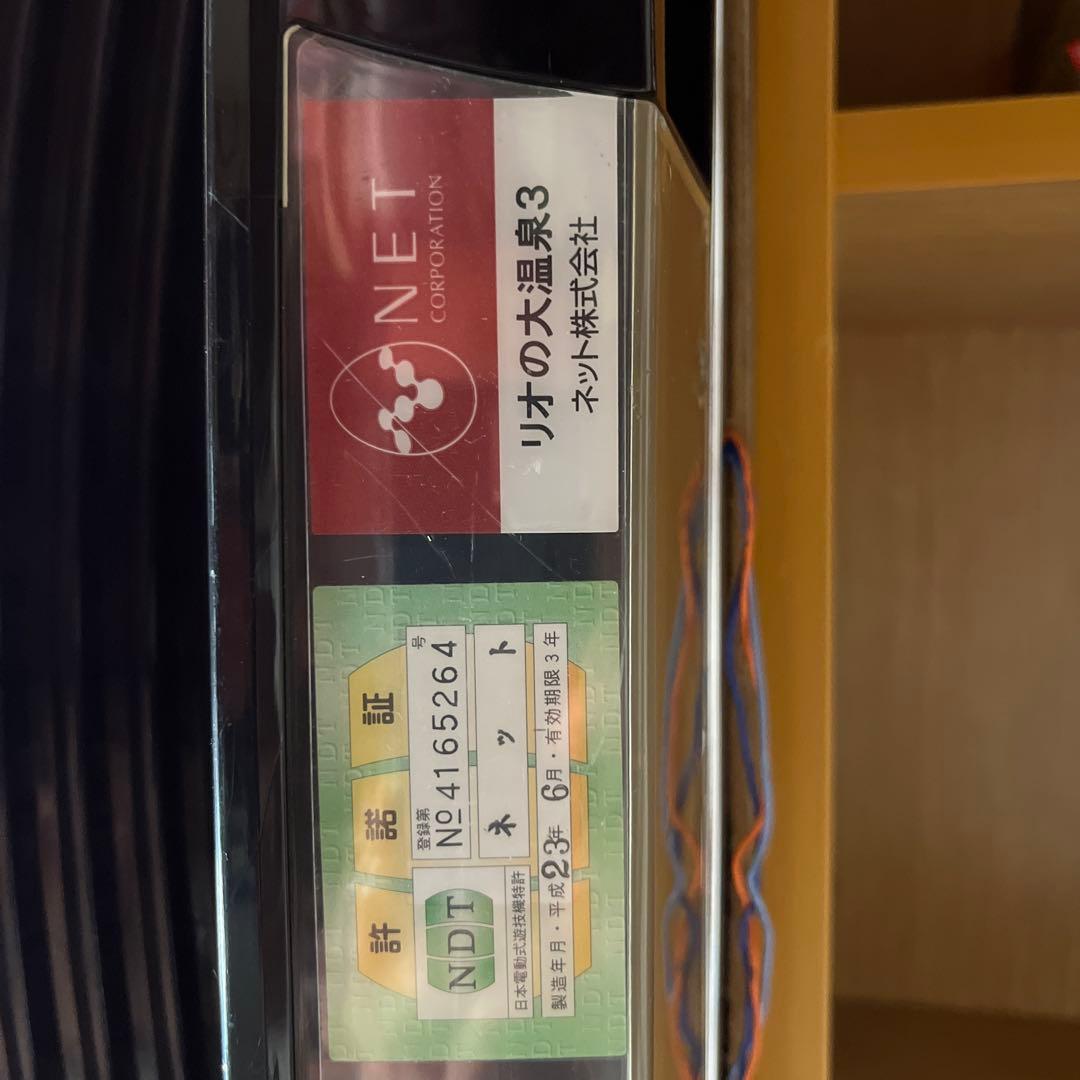 NET
CORPORATION
リオの大温泉3
ネット株式会社
許諾証
登録第
№4165264
号
NDT
ネット
日本電動式遊技機特許
製造年月・平成23年 6月・有効期限3年